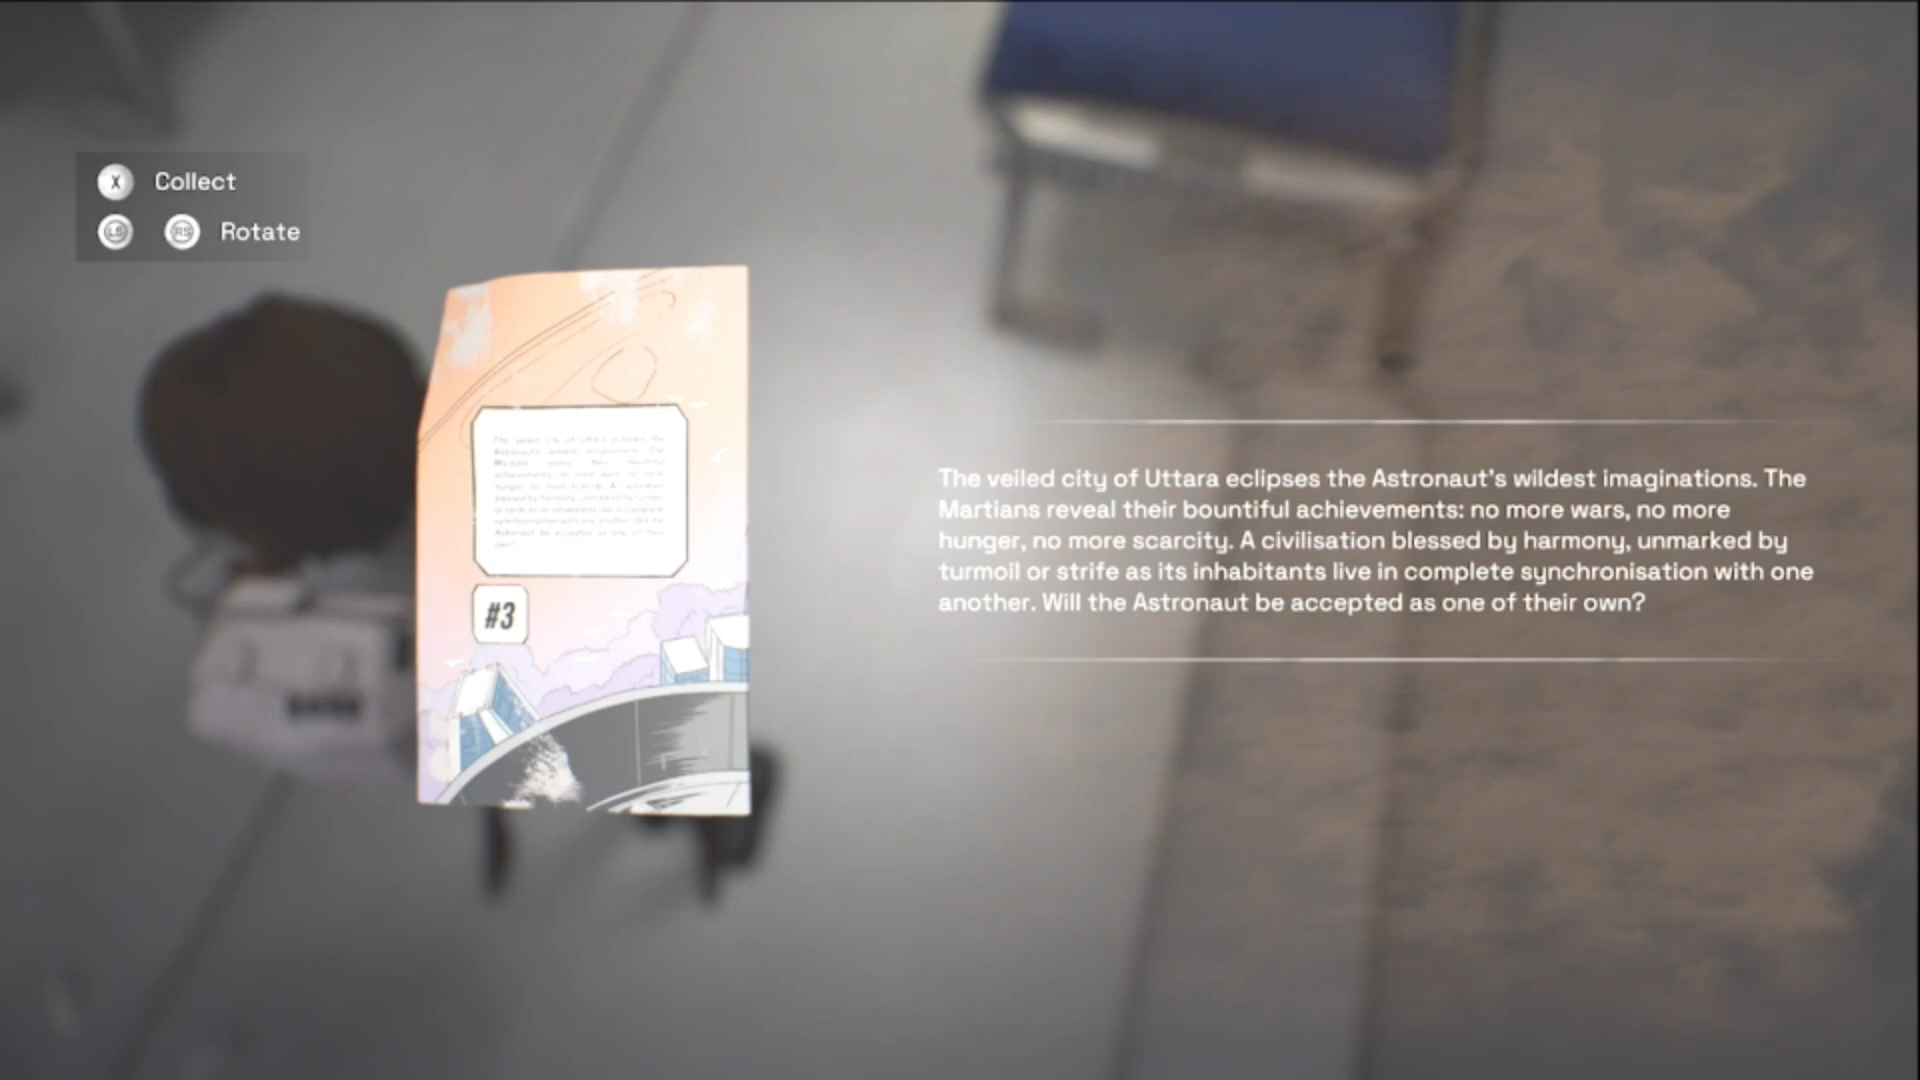 X Collect
LS RS Rotate
#3
The veiled city of Uttara eclipses the Astronaut's wildest imaginations. The
Martians reveal their bountiful achievements: no more wars, no more
hunger, no more scarcity. A civilisation blessed by harmony, unmarked by
turmoil or strife as its inhabitants live in complete synchronisation with one
another. Will the Astronaut be accepted as one of their own?